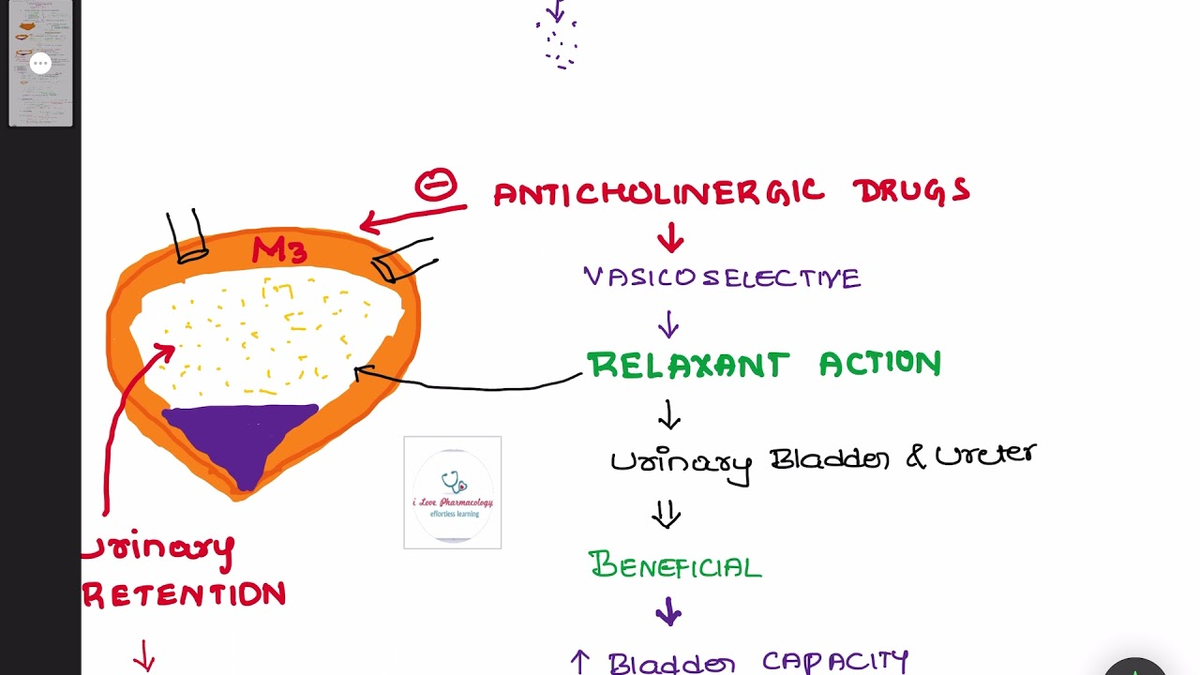 ANTICHOLINERGIC DRUGS
M3
VASICOSELECTIVE
RELAXANT ACTION
Urinary Bladder & Ureter
i Love Pharmacology
effortless learning
Urinary
RETENTION
BENEFICIAL
↑ Bladder CAPACITY